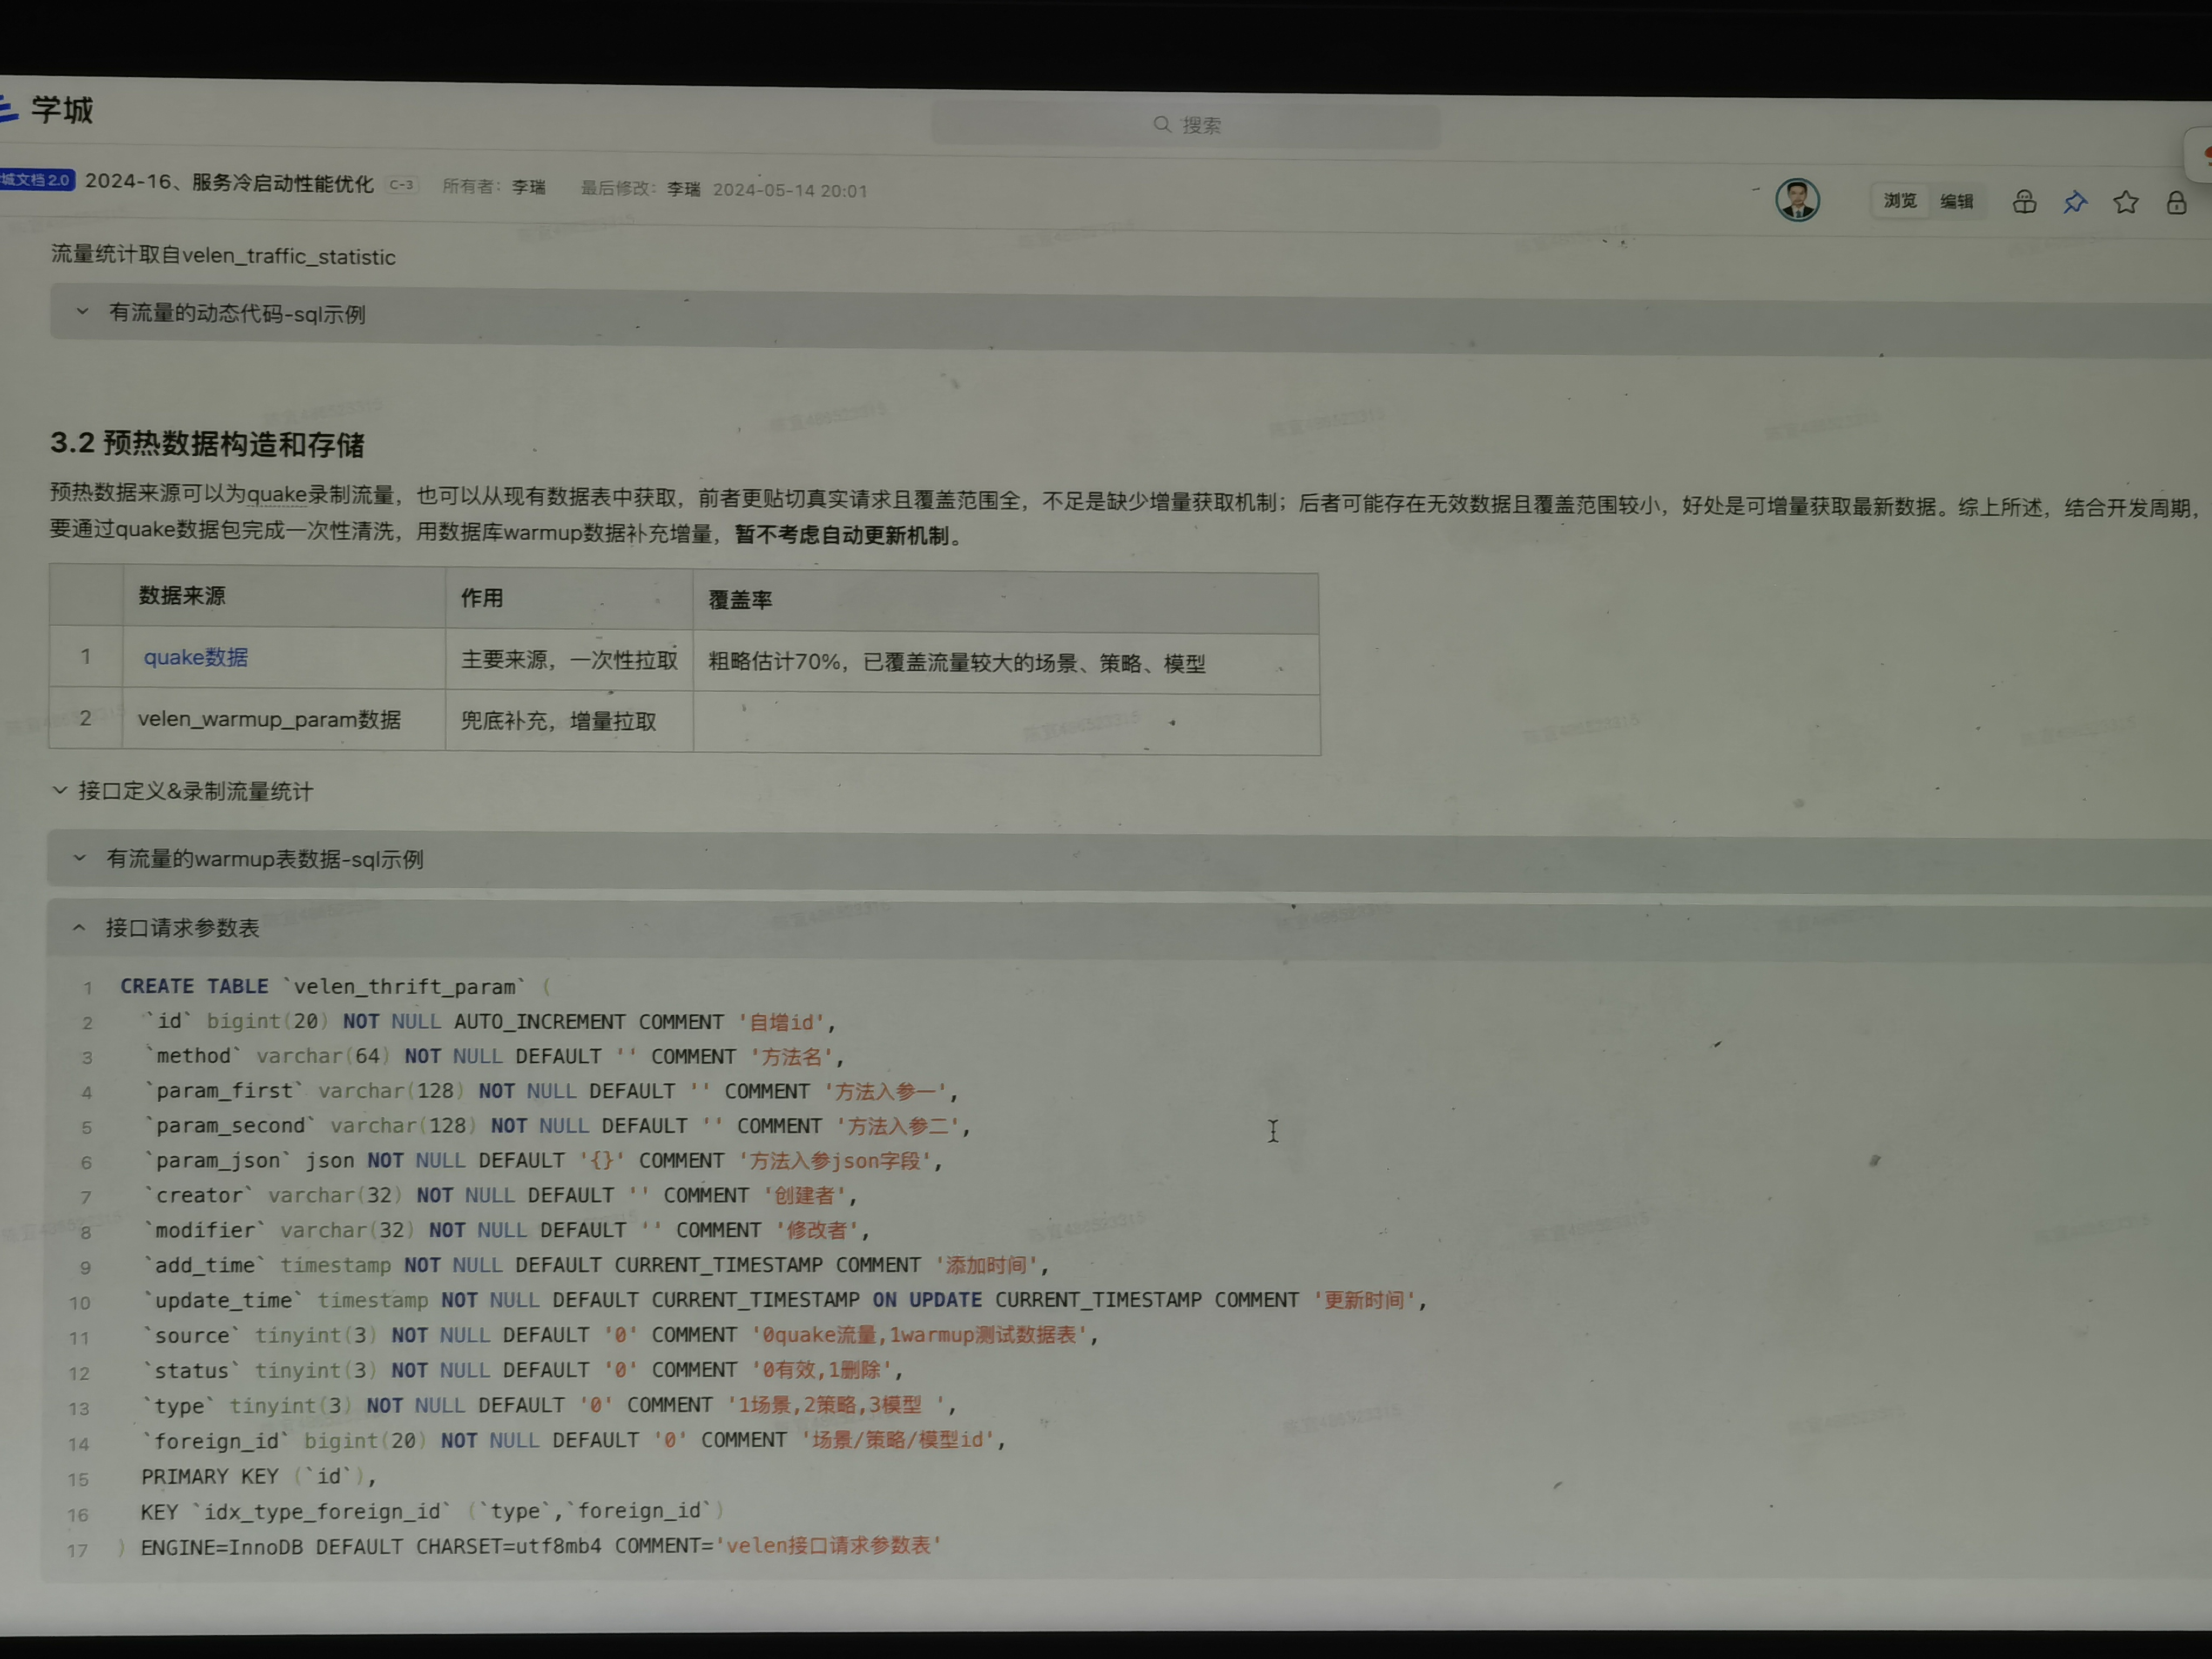 学城
搜索
城文档2.0 2024-16、服务冷启动性能优化 C-3 所有者：李瑞 最后修改：李瑞 2024-05-14 20:01 浏览 编辑
流量统计取自velen_traffic_statistic
有流量的动态代码-sql示例
3.2 预热数据构造和存储
预热数据来源可以为quake录制流量，也可以从现有数据表中获取，前者更贴切真实请求且覆盖范围全，不足是缺少增量获取机制；后者可能存在无效数据且覆盖范围较小，好处是可增量获取最新数据。综上所述，结合开发周期，
要通过quake数据包完成一次性清洗，用数据库warmup数据补充增量，暂不考虑自动更新机制。
数据来源 作用 覆盖率
1 quake数据 主要来源，一次性拉取 粗略估计70%，已覆盖流量较大的场景、策略、模型
2 velen_warmup_param数据 兜底补充，增量拉取
接口定义&录制流量统计
有流量的warmup表数据-sql示例
接口请求参数表
1 CREATE TABLE `velen_thrift_param` (
2 `id` bigint(20) NOT NULL AUTO_INCREMENT COMMENT '自增id',
3 `method` varchar(64) NOT NULL DEFAULT '' COMMENT '方法名',
4 `param_first` varchar(128) NOT NULL DEFAULT '' COMMENT '方法入参一',
5 `param_second` varchar(128) NOT NULL DEFAULT '' COMMENT '方法入参二',
6 `param_json` json NOT NULL DEFAULT '{}' COMMENT '方法入参json字段',
7 `creator` varchar(32) NOT NULL DEFAULT '' COMMENT '创建者',
8 `modifier` varchar(32) NOT NULL DEFAULT '' COMMENT '修改者',
9 `add_time` timestamp NOT NULL DEFAULT CURRENT_TIMESTAMP COMMENT '添加时间',
10 `update_time` timestamp NOT NULL DEFAULT CURRENT_TIMESTAMP ON UPDATE CURRENT_TIMESTAMP COMMENT '更新时间',
11 `source` tinyint(3) NOT NULL DEFAULT '0' COMMENT '0quake流量,1warmup测试数据表',
12 `status` tinyint(3) NOT NULL DEFAULT '0' COMMENT '0有效,1删除',
13 `type` tinyint(3) NOT NULL DEFAULT '0' COMMENT '1场景,2策略,3模型 ',
14 `foreign_id` bigint(20) NOT NULL DEFAULT '0' COMMENT '场景/策略/模型id',
15 PRIMARY KEY (`id`),
16 KEY `idx_type_foreign_id` (`type`,`foreign_id`)
17 ) ENGINE=InnoDB DEFAULT CHARSET=utf8mb4 COMMENT='velen接口请求参数表'